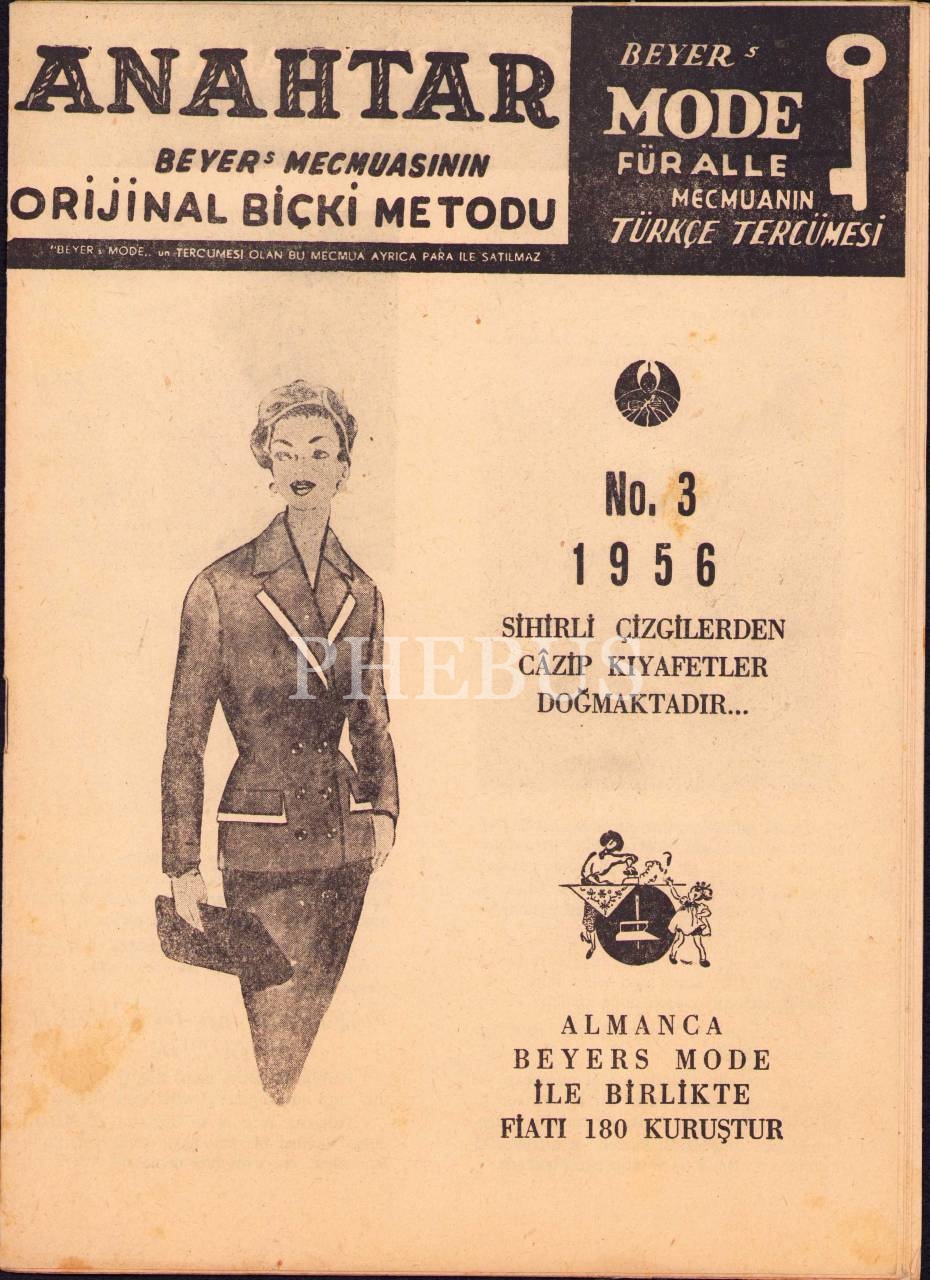 ANAHTAR
BEYERS MECMUASININ
ORİJİNAL BİÇKİ METODU
"BEYER s MODE,, un TERCÜMESİ OLAN BU MECMUA AYRICA PARA İLE SATILMAZ
BEYER s
MODE
FÜR ALLE
MECMUANIN
TÜRKÇE TERCÜMESİ
No. 3
1956
SİHİRLİ ÇİZGİLERDEN
CÂZİP KIYAFETLER
DOĞMAKTADIR...
PHEBUS
ALMANCA
BEYERS MODE
İLE BİRLİKTE
FİATI 180 KURUŞTUR